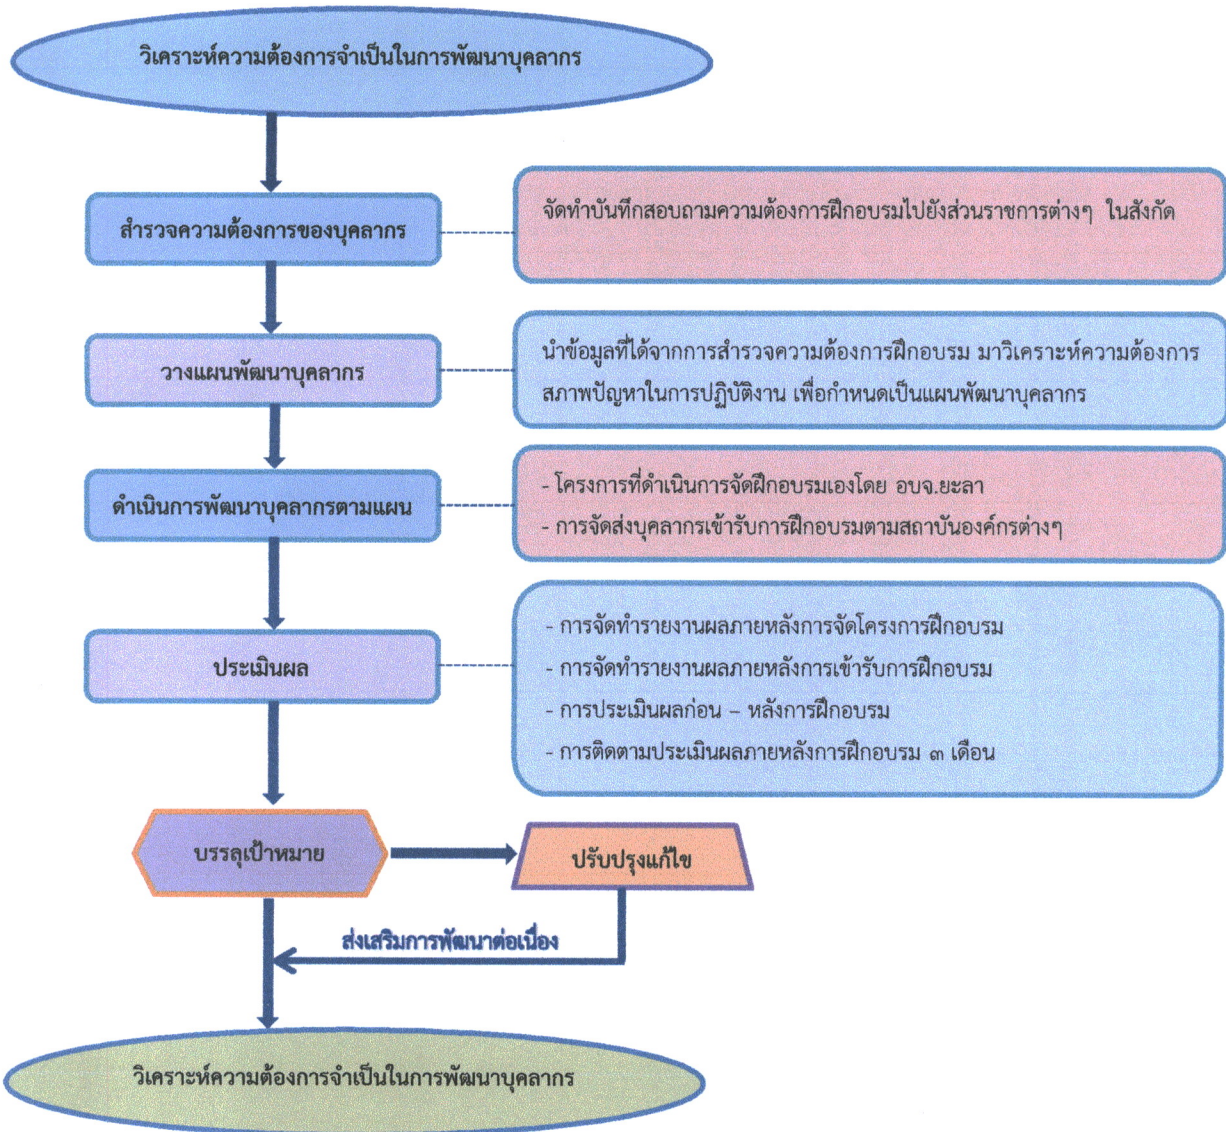 วิเคราะห์ความต้องการจำเป็นในการพัฒนาบุคลากร
สำรวจความต้องการของบุคลากร
จัดทำบันทึกสอบถามความต้องการฝึกอบรมไปยังส่วนราชการต่างๆ ในสังกัด
วางแผนพัฒนาบุคลากร
นำข้อมูลที่ได้จากการสำรวจความต้องการฝึกอบรม มาวิเคราะห์ความต้องการ
สภาพปัญหาในการปฏิบัติงาน เพื่อกำหนดเป็นแผนพัฒนาบุคลากร
ดำเนินการพัฒนาบุคลากรตามแผน
- โครงการที่ดำเนินการจัดฝึกอบรมเองโดย อบจ.ยะลา
- การจัดส่งบุคลากรเข้ารับการฝึกอบรมตามสถาบันองค์กรต่างๆ
ประเมินผล
- การจัดทำรายงานผลภายหลังการจัดโครงการฝึกอบรม
- การจัดทำรายงานผลภายหลังการเข้ารับการฝึกอบรม
- การประเมินผลก่อน – หลังการฝึกอบรม
- การติดตามประเมินผลภายหลังการฝึกอบรม ๓ เดือน
บรรลุเป้าหมาย
ปรับปรุงแก้ไข
ส่งเสริมการพัฒนาต่อเนื่อง
วิเคราะห์ความต้องการจำเป็นในการพัฒนาบุคลากร